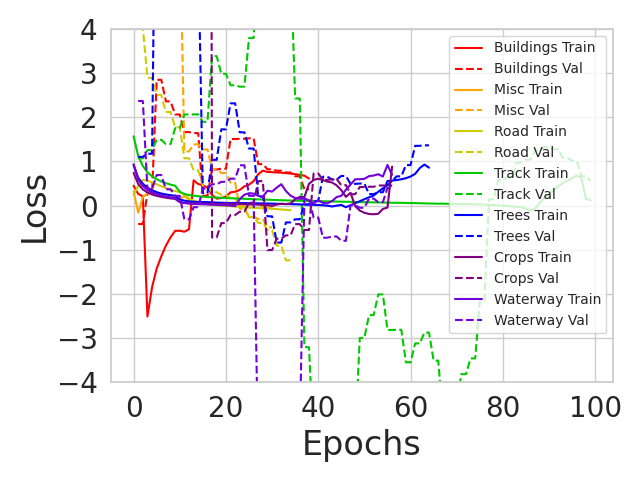 4
3
2
1
0
−1
−2
−3
−4
Loss
0
20
40
60
80
100
Epochs
Buildings Train
Buildings Val
Misc Train
Misc Val
Road Train
Road Val
Track Train
Track Val
Trees Train
Trees Val
Crops Train
Crops Val
Waterway Train
Waterway Val